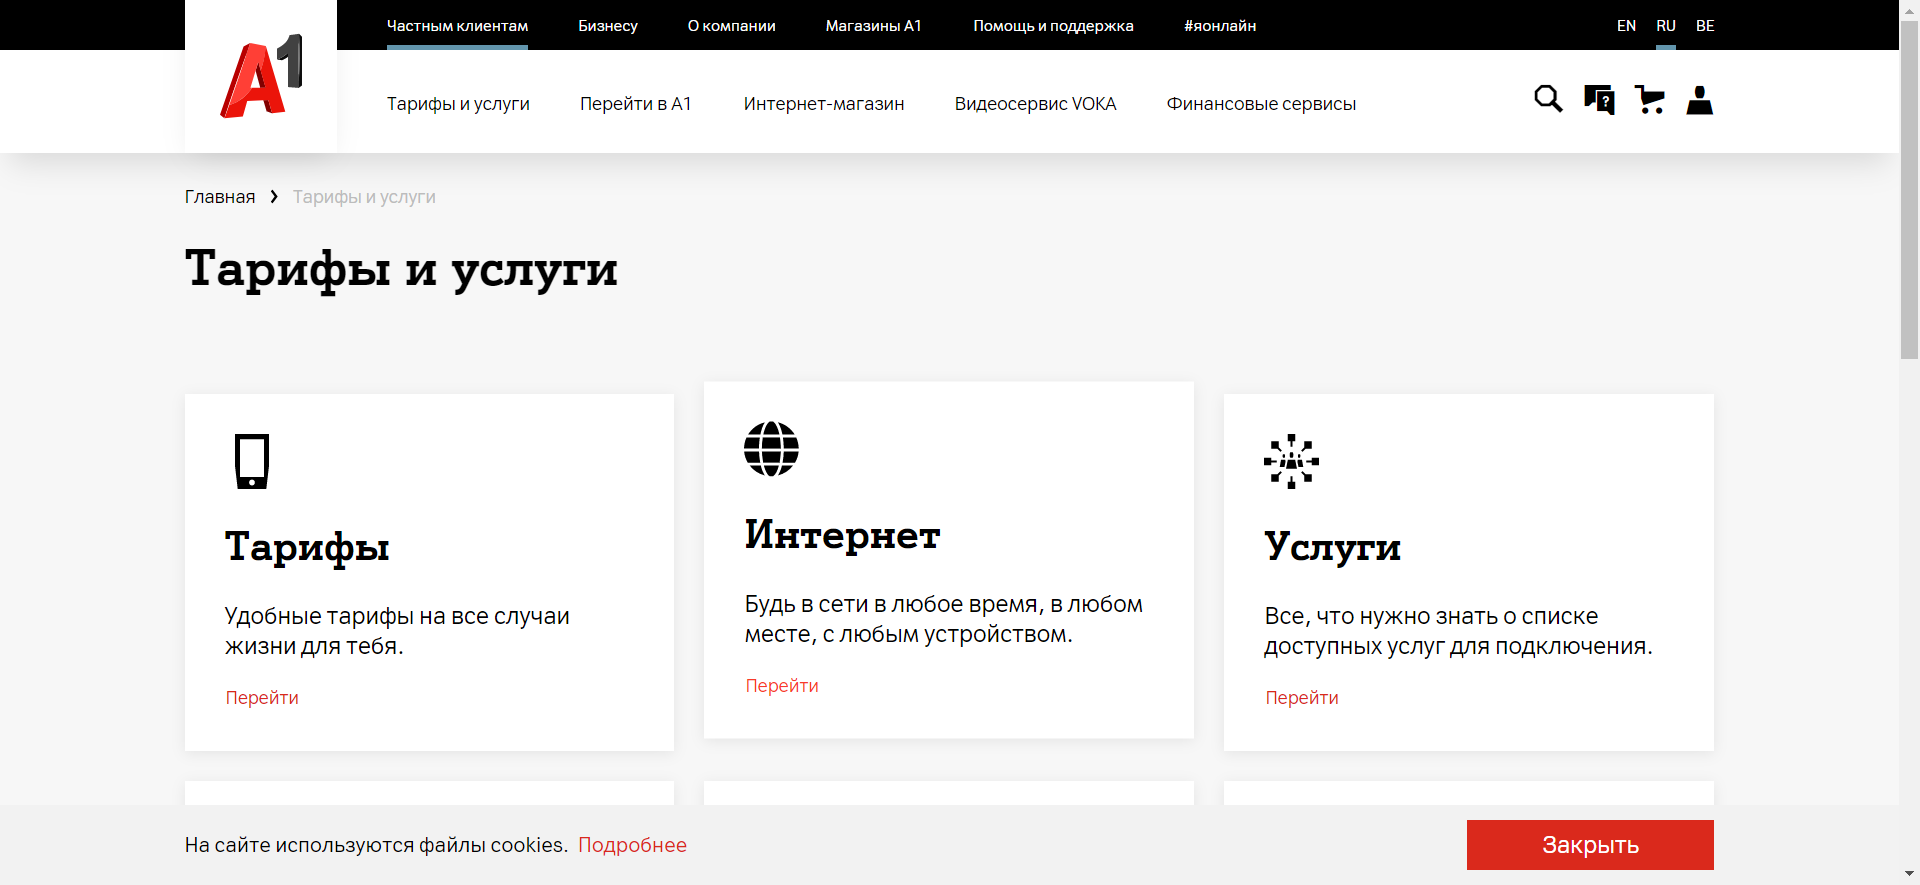 Частным клиентам Бизнесу О компании Магазины А1 Помощь и поддержка #яонлайн EN RU BE
A1
Тарифы и услуги Перейти в А1 Интернет-магазин Видеосервис VOKA Финансовые сервисы
?
Главная Тарифы и услуги
Тарифы и услуги
Тарифы
Удобные тарифы на все случаи
жизни для тебя.
Перейти
Интернет
Будь в сети в любое время, в любом
месте, с любым устройством.
Перейти
Услуги
Все, что нужно знать о списке
доступных услуг для подключения.
Перейти
На сайте используются файлы cookies. Подробнее
Закрыть